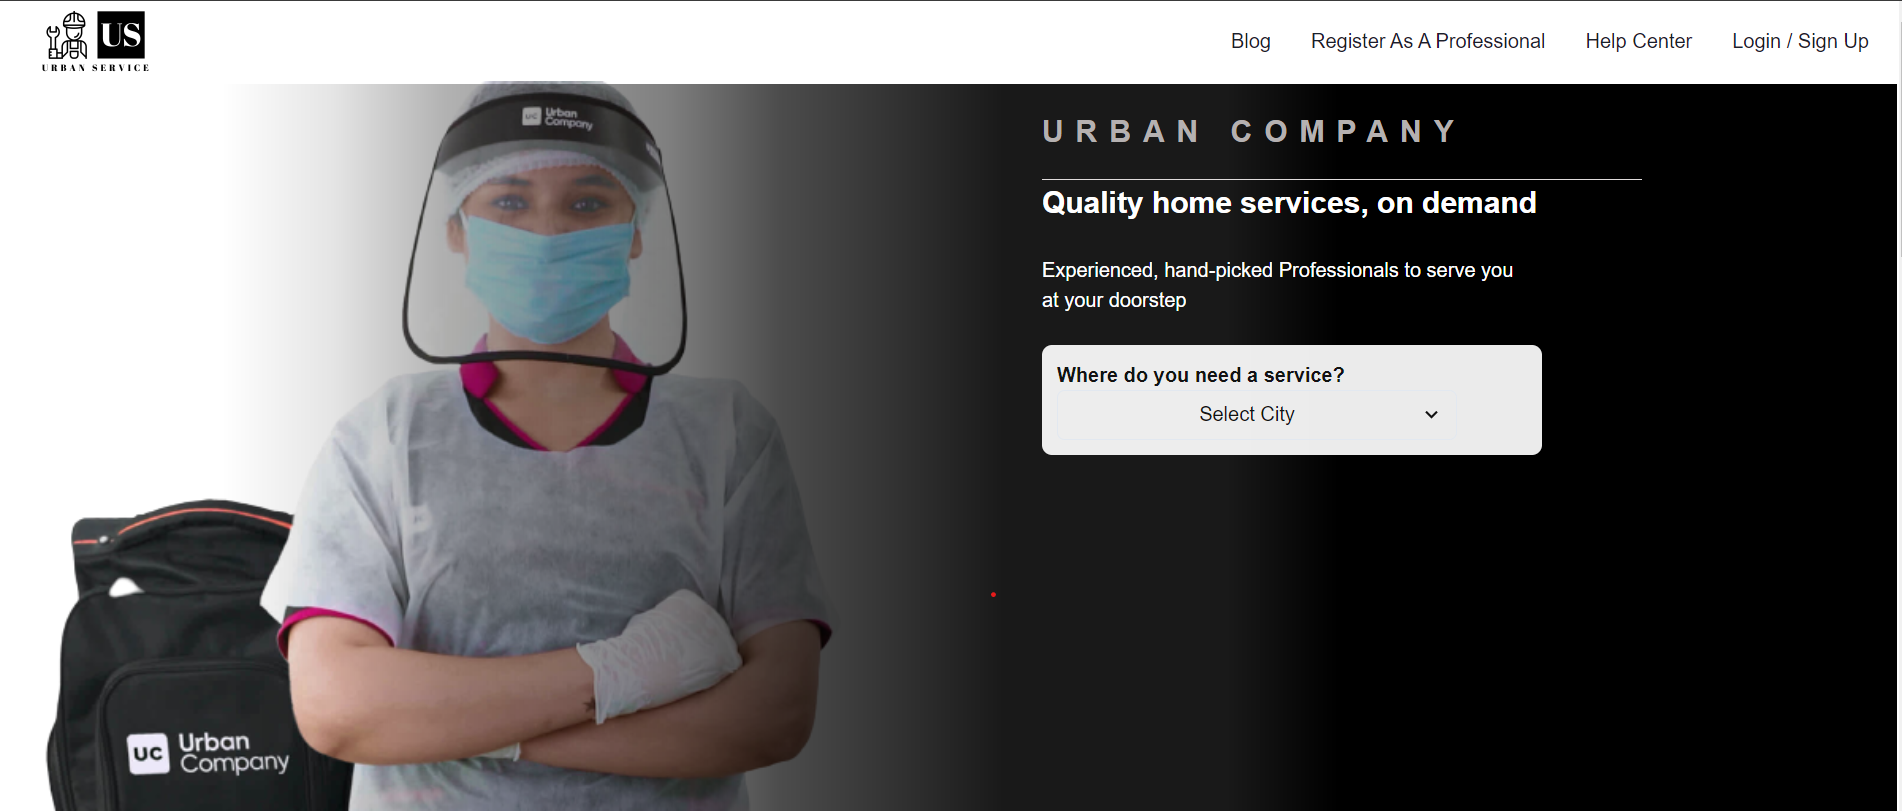 US
URBAN SERVICE
Blog
Register As A Professional
Help Center
Login / Sign Up
UC Urban
Company
URBAN COMPANY
Quality home services, on demand
Experienced, hand-picked Professionals to serve you
at your doorstep
Where do you need a service?
Select City
UC Urban
Company